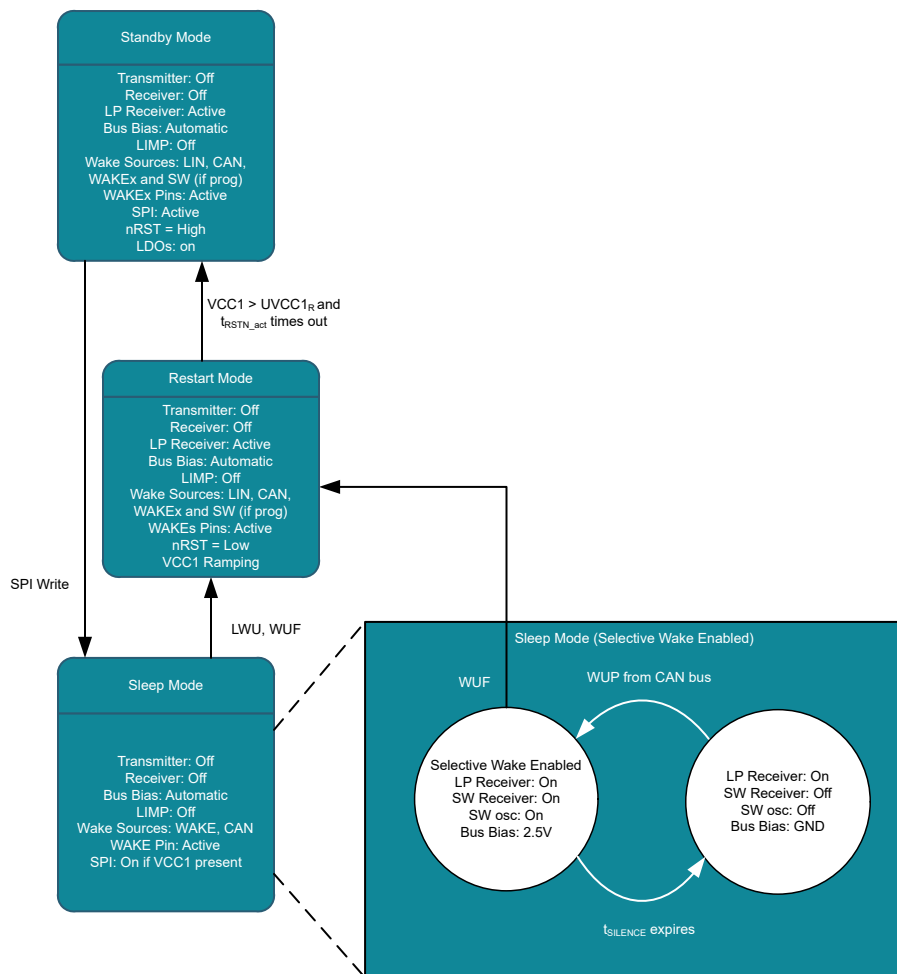 Standby Mode
Transmitter: Off
Receiver: Off
LP Receiver: Active
Bus Bias: Automatic
LIMP: Off
Wake Sources: LIN, CAN,
WAKEx and SW (if prog)
WAKEx Pins: Active
SPI: Active
nRST = High
LDOs: on
VCC1 > UVCC1R and
tRSTN_act times out
Restart Mode
Transmitter: Off
Receiver: Off
LP Receiver: Active
Bus Bias: Automatic
LIMP: Off
Wake Sources: LIN, CAN,
WAKEx and SW (if prog)
WAKEs Pins: Active
nRST = Low
VCC1 Ramping
SPI Write
LWU, WUF
Sleep Mode
Transmitter: Off
Receiver: Off
Bus Bias: Automatic
LIMP: Off
Wake Sources: WAKE, CAN
WAKE Pin: Active
SPI: On if VCC1 present
Sleep Mode (Selective Wake Enabled)
WUF
WUP from CAN bus
Selective Wake Enabled
LP Receiver: On
SW Receiver: On
SW osc: On
Bus Bias: 2.5V
LP Receiver: On
SW Receiver: Off
SW osc: Off
Bus Bias: GND
tSILENCE expires